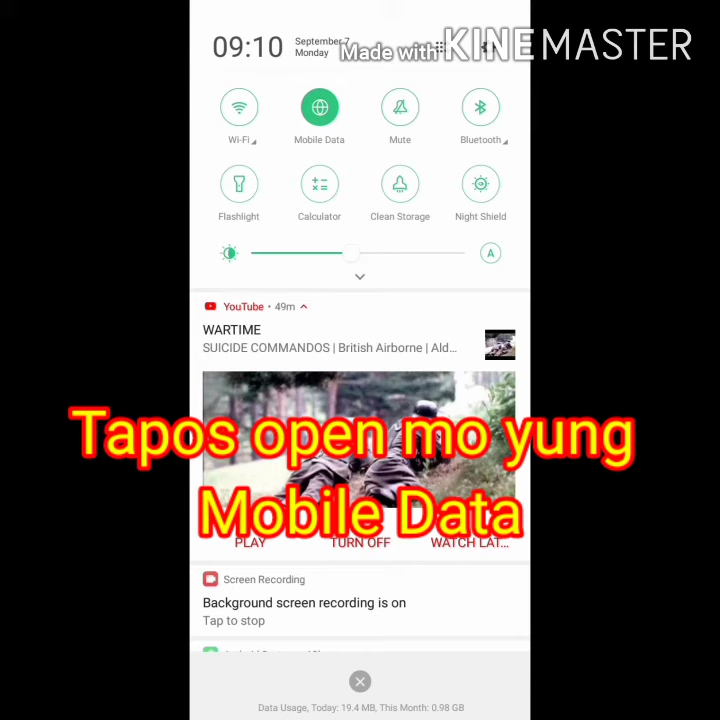 09:10
September 7
Monday
Made with KINEMASTER
Wi-Fi
Mobile Data
Mute
Bluetooth
Flashlight
Calculator
Clean Storage
Night Shield
A
YouTube • 49m
WARTIME
SUICIDE COMMANDOS | British Airborne | Ald...
Tapos open mo yung
Mobile Data
PLAY
TURN OFF
WATCH LAT...
Screen Recording
Background screen recording is on
Tap to stop
Data Usage, Today: 19.4 MB, This Month: 0.98 GB